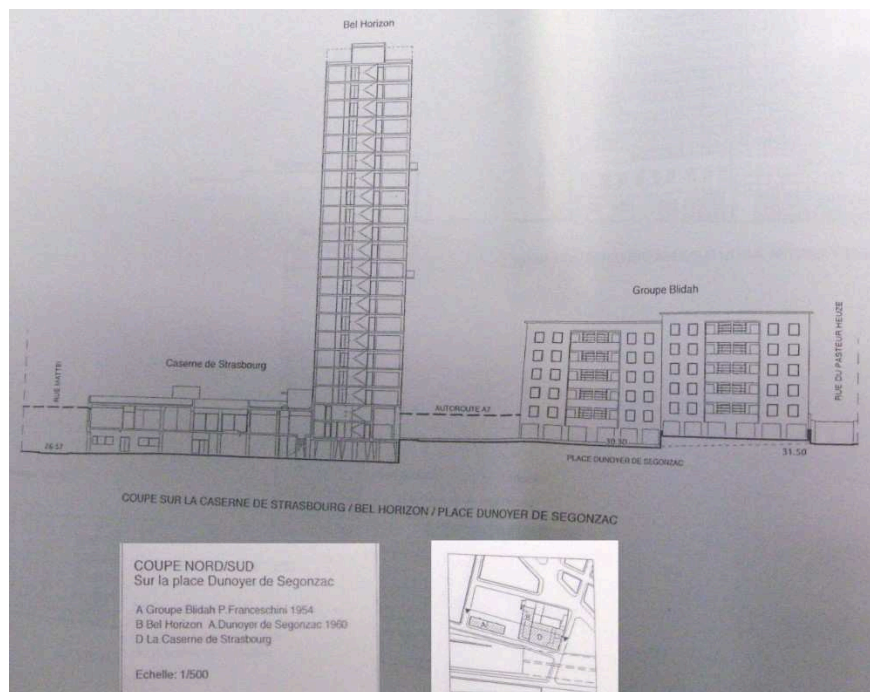 Bel Horizon
Groupe Blidah
RUE DU PASTEUR HEUZE
Caserne de Strasbourg
RUE MATTEI
AUTOROUTE A7
26.57
30.30
31.50
PLACE DUNOYER DE SEGONZAC
COUPE SUR LA CASERNE DE STRASBOURG / BEL HORIZON / PLACE DUNOYER DE SEGONZAC
COUPE NORD/SUD
Sur la place Dunoyer de Segonzac
A Groupe Blidah P.Franceschini 1954
B Bel Horizon A.Dunoyer de Segonzac 1960
D La Caserne de Strasbourg
Echelle: 1/500